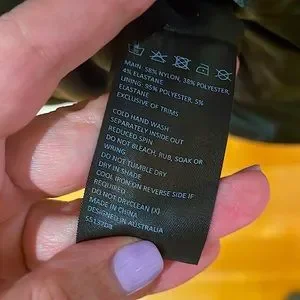 MAIN: 58% NYLON, 38% POLYESTER,
4% ELASTANE
LINING: 95% POLYESTER, 5%
ELASTANE
EXCLUSIVE OF TRIMS
COLD HAND WASH
SEPARATELY INSIDE OUT
REDUCED SPIN
DO NOT BLEACH, RUB, SOAK OR
WRING
DO NOT TUMBLE DRY
DRY IN SHADE
COOL IRON ON REVERSE SIDE IF
REQUIRED
DO NOT DRYCLEAN (X)
MADE IN CHINA
DESIGNED IN AUSTRALIA
S5137DR